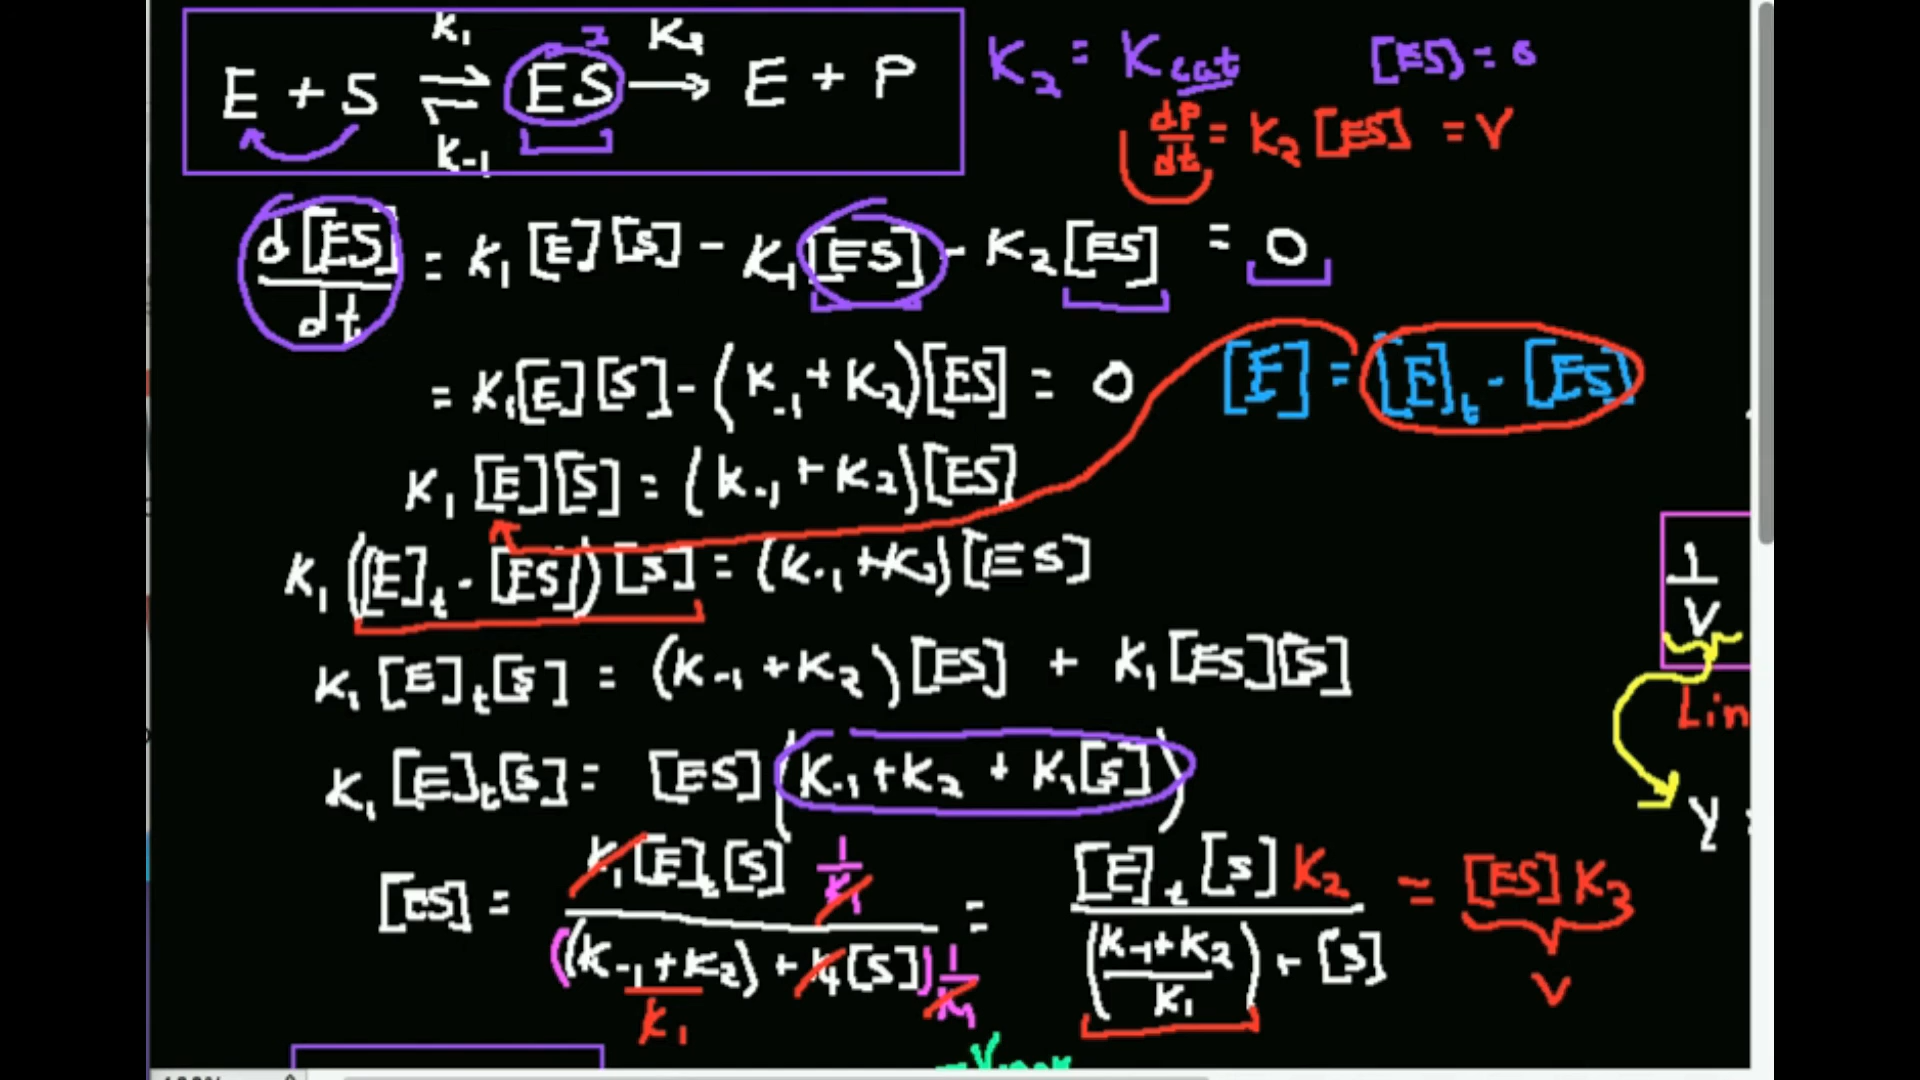 E + S k₁ ⇌ k₋₁ ES K₂ → E + P K₂ = Kcat [ES] = 0
dP/dt = K₂ [ES] = V
d[ES]/dt = K₁[E][S] - K₁[ES] - K₂[ES] = 0
= K₁[E][S] - (K₋₁ + K₂)[ES] = 0 [E] = [E]t - [ES]
K₁[E][S] = (K₋₁ + K₂)[ES]
K₁([E]t - [ES])[S] = (K₋₁ + K₂)[ES]
1/V
K₁[E]t[S] = (K₋₁ + K₂)[ES] + K₁[ES][S]
Lin
K₁[E]t[S] = [ES](K₋₁ + K₂ + K₁[S])
y =
[ES] = K₁[E]t[S] 1/K₁ / ((K₋₁ + K₂) + K₁[S]) 1/K₁ = [E]t[S] K₂ / ((K₋₁ + K₂)/K₁) + [S] = [ES] K₃
K₁
V